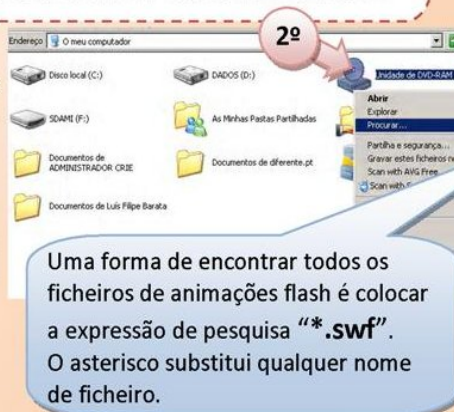 Endereço O meu computador
2º
Disco local (C:) DADOS (D:) Unidade de DVD-RAM
Abrir
Explorar
Procurar...
SDAMI (F:) As Minhas Pastas Partilhadas
Partilha e segurança...
Gravar estes ficheiros
Scan with AVG Free
Scan with
Documentos de
ADMINISTRADOR CRIE
Documentos de diferente.pt
Documentos de Luís Filipe Barata
Uma forma de encontrar todos os
ficheiros de animações flash é colocar
a expressão de pesquisa “*.swf”.
O asterisco substitui qualquer nome
de ficheiro.